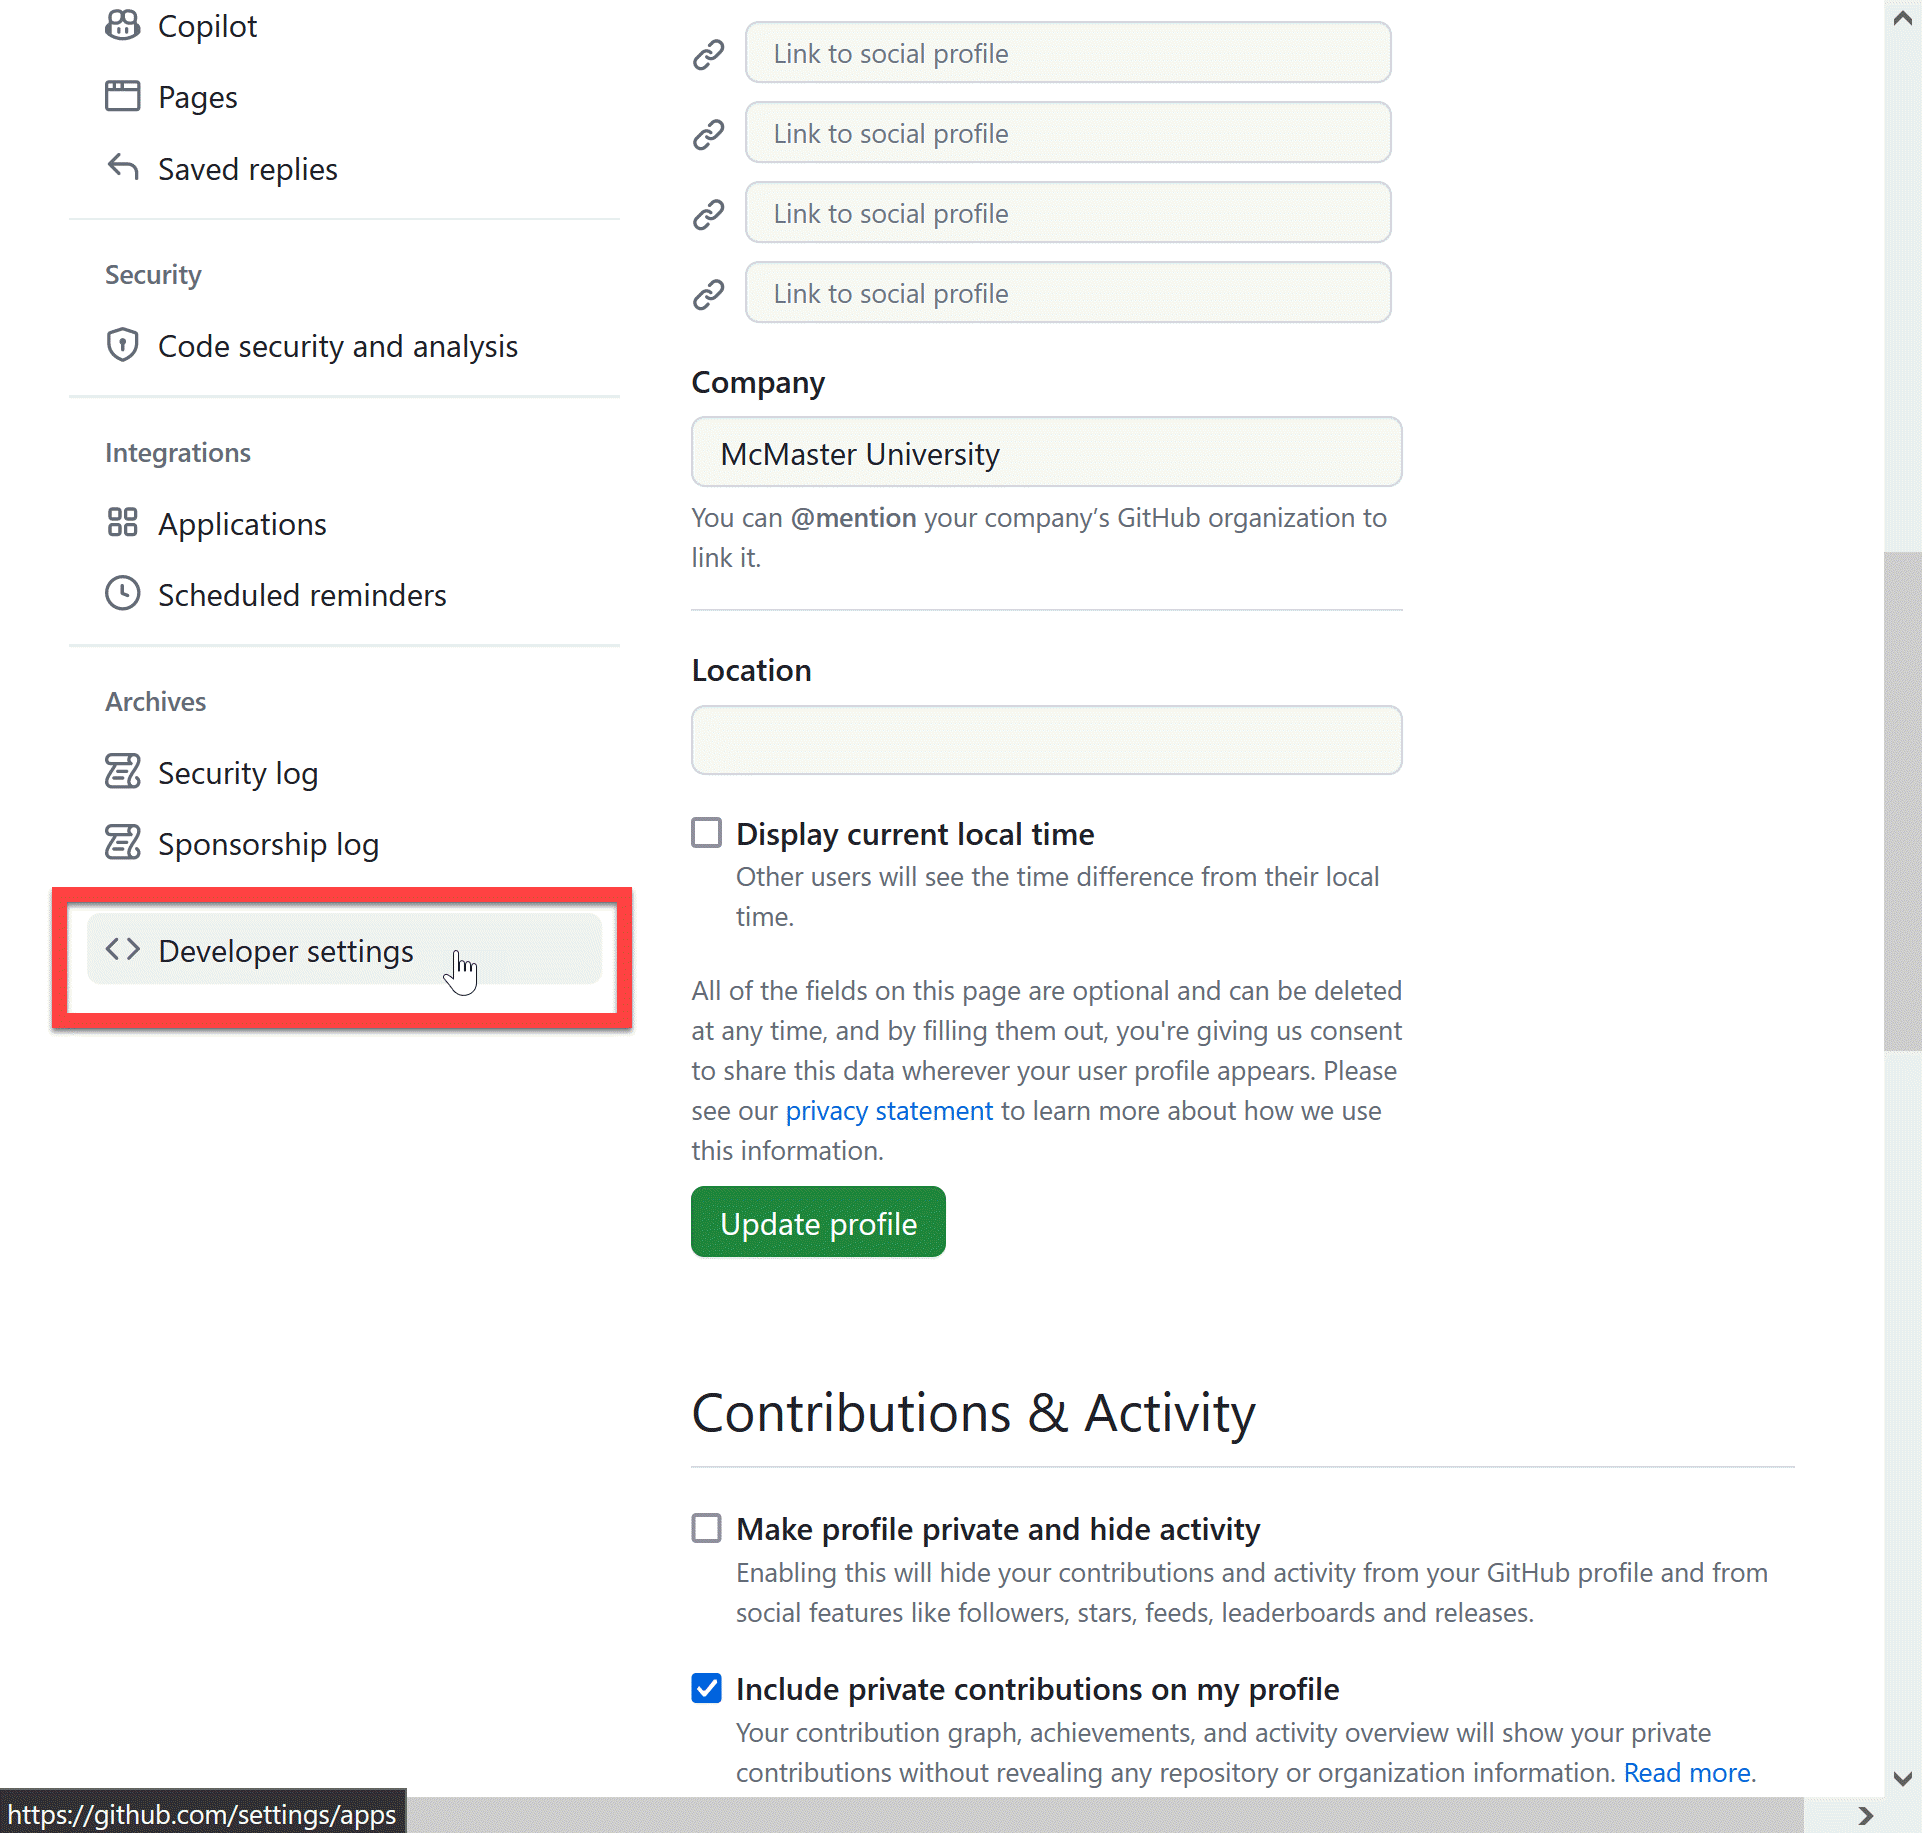 Copilot
Pages
Saved replies
Security
Code security and analysis
Integrations
Applications
Scheduled reminders
Archives
Security log
Sponsorship log
Developer settings
Link to social profile
Link to social profile
Link to social profile
Link to social profile
Company
McMaster University
You can @mention your company’s GitHub organization to
link it.
Location
Display current local time
Other users will see the time difference from their local
time.
All of the fields on this page are optional and can be deleted
at any time, and by filling them out, you're giving us consent
to share this data wherever your user profile appears. Please
see our privacy statement to learn more about how we use
this information.
Update profile
Contributions & Activity
Make profile private and hide activity
Enabling this will hide your contributions and activity from your GitHub profile and from
social features like followers, stars, feeds, leaderboards and releases.
Include private contributions on my profile
Your contribution graph, achievements, and activity overview will show your private
contributions without revealing any repository or organization information. Read more.
https://github.com/settings/apps